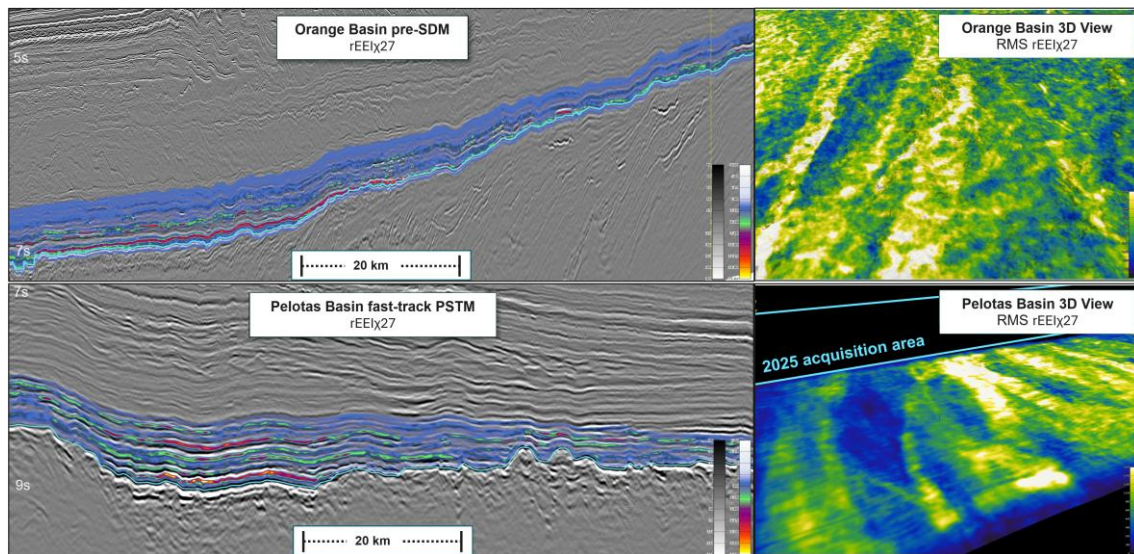 5s
Orange Basin pre-SDM
rEEIχ27
7s
20 km
Orange Basin 3D View
RMS rEEIχ27
7s
Pelotas Basin fast-track PSTM
rEEIχ27
9s
20 km
Pelotas Basin 3D View
RMS rEEIχ27
2025 acquisition area